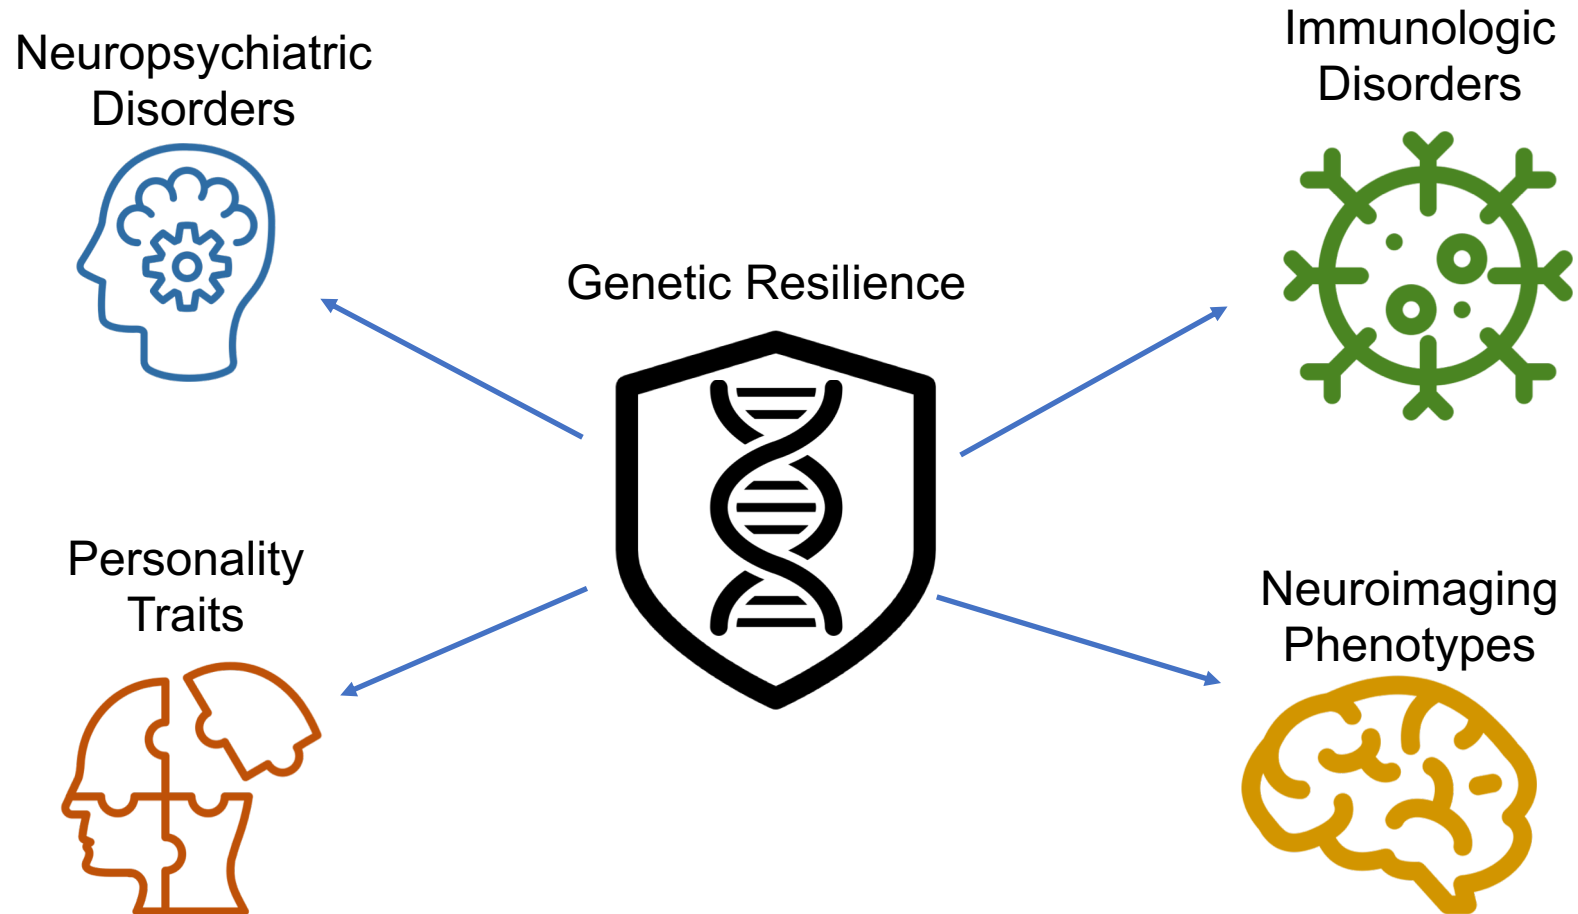 Neuropsychiatric
Disorders
Immunologic
Disorders
Genetic Resilience
Personality
Traits
Neuroimaging
Phenotypes